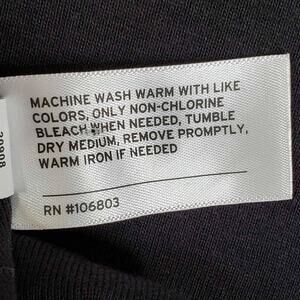 MACHINE WASH WARM WITH LIKE
COLORS, ONLY NON-CHLORINE
BLEACH WHEN NEEDED, TUMBLE
DRY MEDIUM, REMOVE PROMPTLY,
WARM IRON IF NEEDED
RN #106803